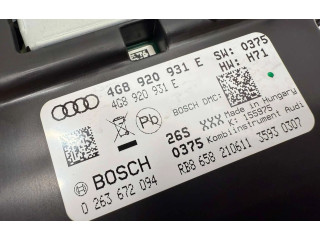 4G8 920 931 E SW: 0375
4G8 920 931 E HW: H71
BOSCH DMC:
Pb
26S XXX Made in Hungary
K: 155975
0375 Kombiinstrument Audi
BOSCH
RB8 658 210611 3593 0307
0 263 672 094